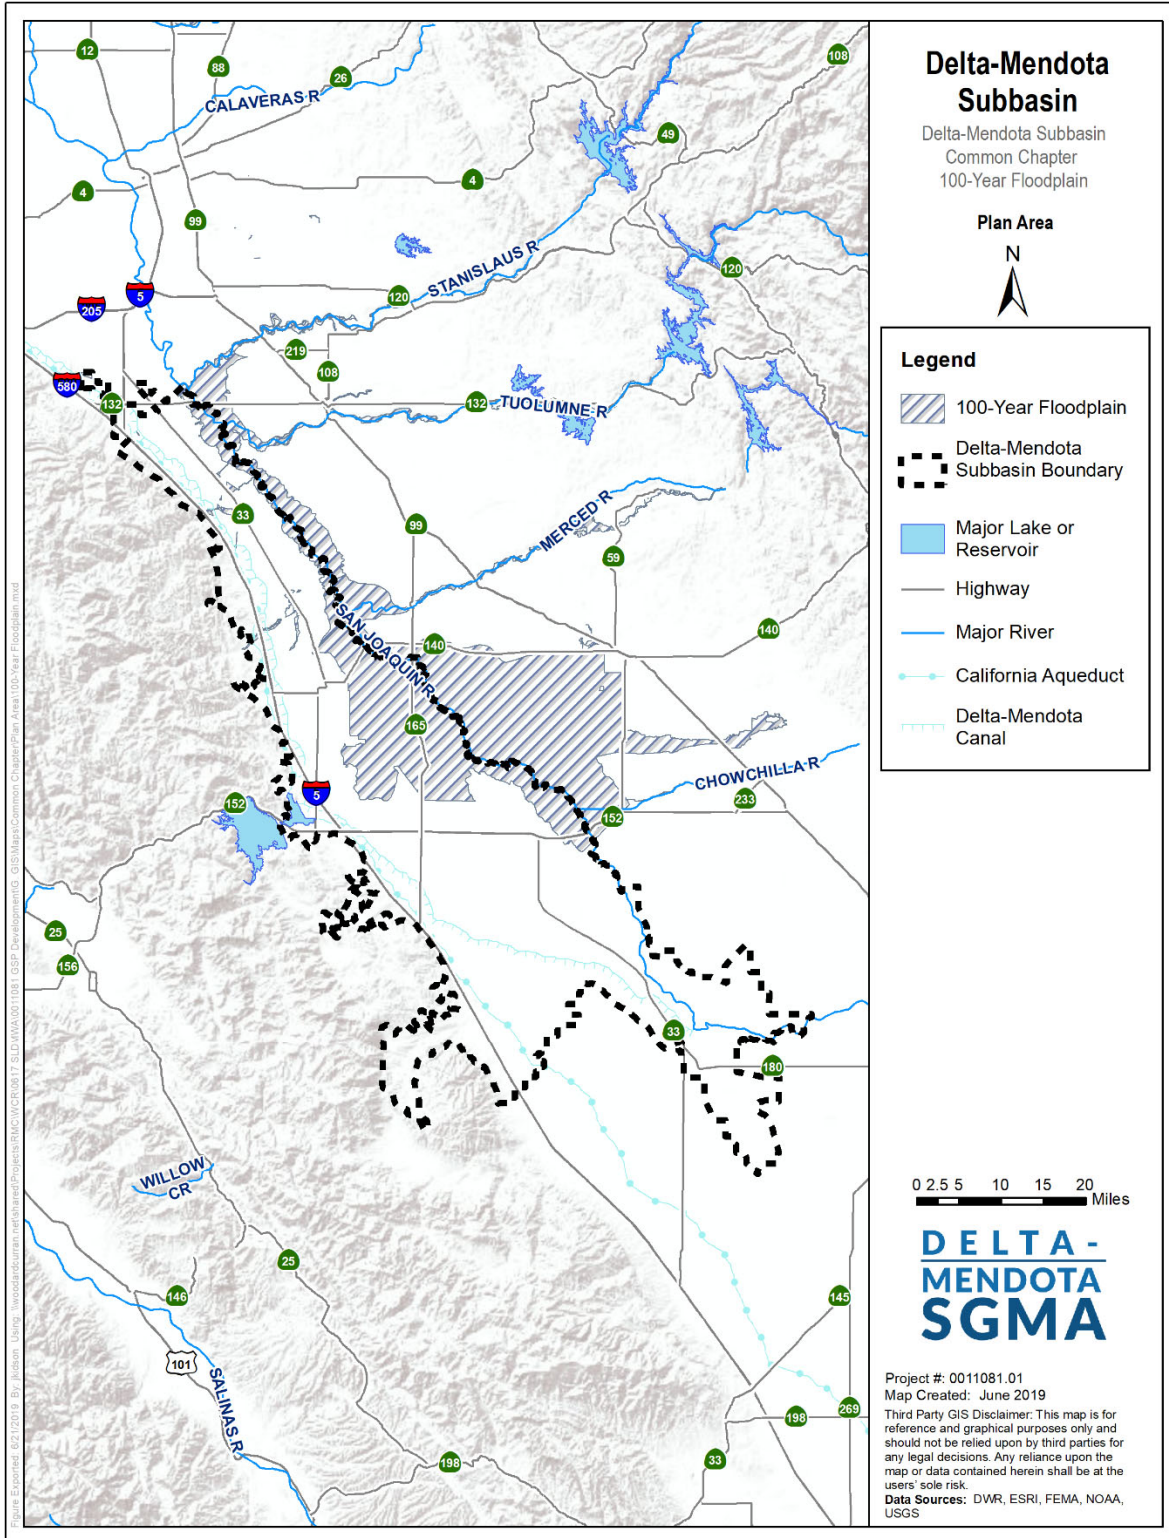 Delta-Mendota
Subbasin
Delta-Mendota Subbasin
Common Chapter
100-Year Floodplain
Plan Area
N
Legend
100-Year Floodplain
Delta-Mendota
Subbasin Boundary
Major Lake or
Reservoir
Highway
Major River
California Aqueduct
Delta-Mendota
Canal
12
88
26
108
CALAVERAS R
49
4
4
99
STANISLAUS R
120
5
205
120
219
108
580
132
132
TUOLUMNE R
33
99
MERCED R
59
SAN JOAQUIN R
140
140
165
CHOWCHILLA R
5
152
233
152
25
156
33
180
WILLOW
CR
25
146
145
101
SALINAS R
198
269
198
33
0 2.5 5 10 15 20
Miles
DELTA-
MENDOTA
SGMA
Project #: 0011081.01
Map Created: June 2019
Third Party GIS Disclaimer: This map is for
reference and graphical purposes only and
should not be relied upon by third parties for
any legal decisions. Any reliance upon the
map or data contained herein shall be at the
users' sole risk.
Data Sources: DWR, ESRI, FEMA, NOAA,
USGS